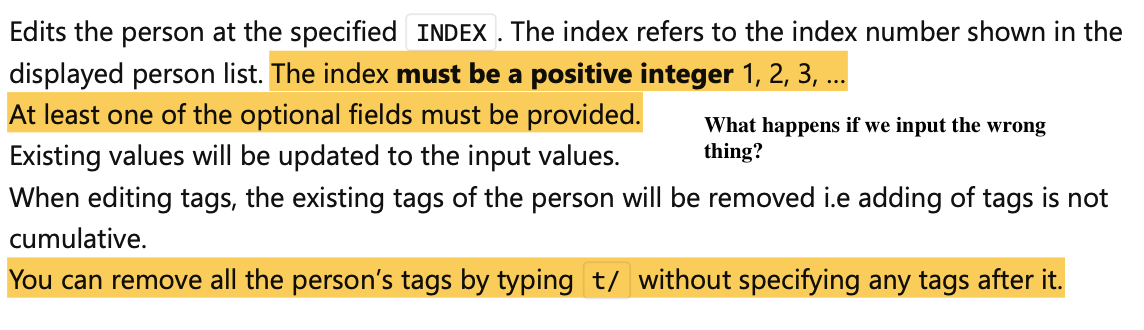 Edits the person at the specified INDEX . The index refers to the index number shown in the
displayed person list. The index must be a positive integer 1, 2, 3, …
At least one of the optional fields must be provided.
What happens if we input the wrong
thing?
Existing values will be updated to the input values.
When editing tags, the existing tags of the person will be removed i.e adding of tags is not
cumulative.
You can remove all the person’s tags by typing t/ without specifying any tags after it.